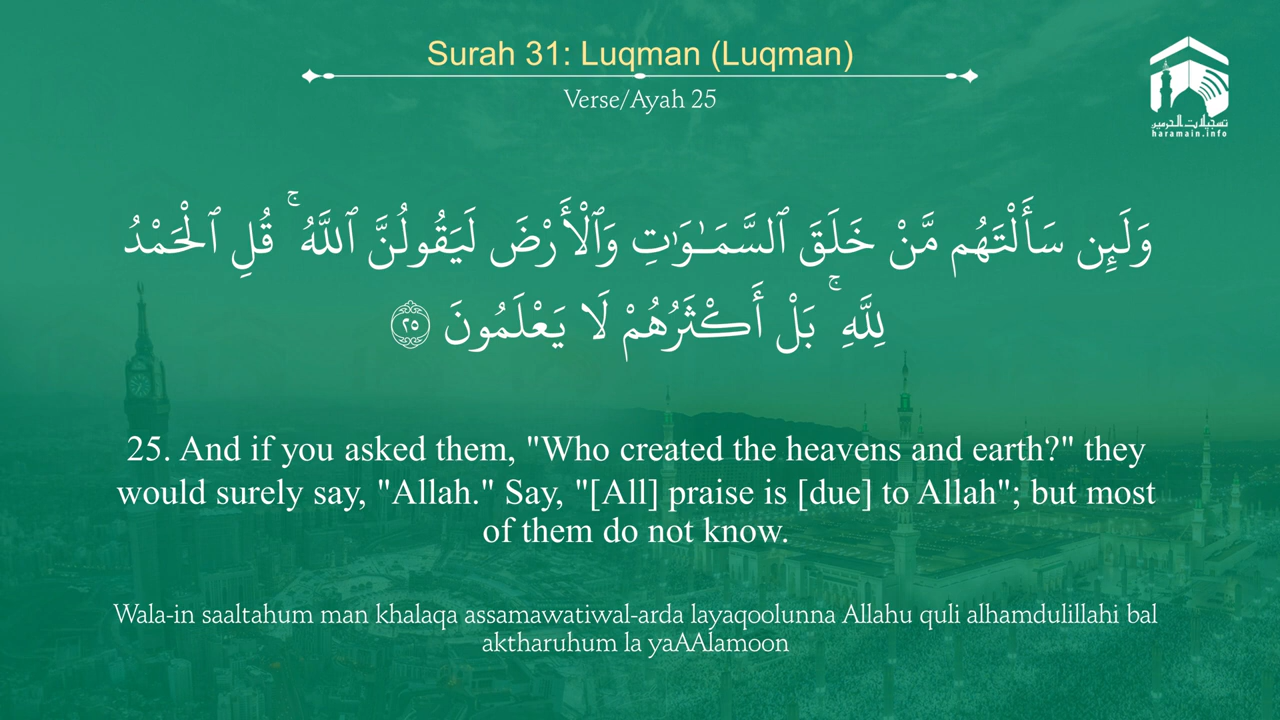 Surah 31: Luqman (Luqman)
Verse/Ayah 25
تسجيلات الحرمين
haramain.info
وَلَئِن سَأَلْتَهُم مَّنْ خَلَقَ ٱلسَّمَـٰوَٰتِ وَٱلْأَرْضَ لَيَقُولُنَّ ٱللَّهُ ۚ قُلِ ٱلْحَمْدُ
لِلَّهِ ۚ بَلْ أَكْثَرُهُمْ لَا يَعْلَمُونَ ٢٥
25. And if you asked them, "Who created the heavens and earth?" they
would surely say, "Allah." Say, "[All] praise is [due] to Allah"; but most
of them do not know.
Wala-in saaltahum man khalaqa assamawatiwal-arda layaqoolunna Allahu quli alhamdulillahi bal
aktharuhum la yaAAlamoon